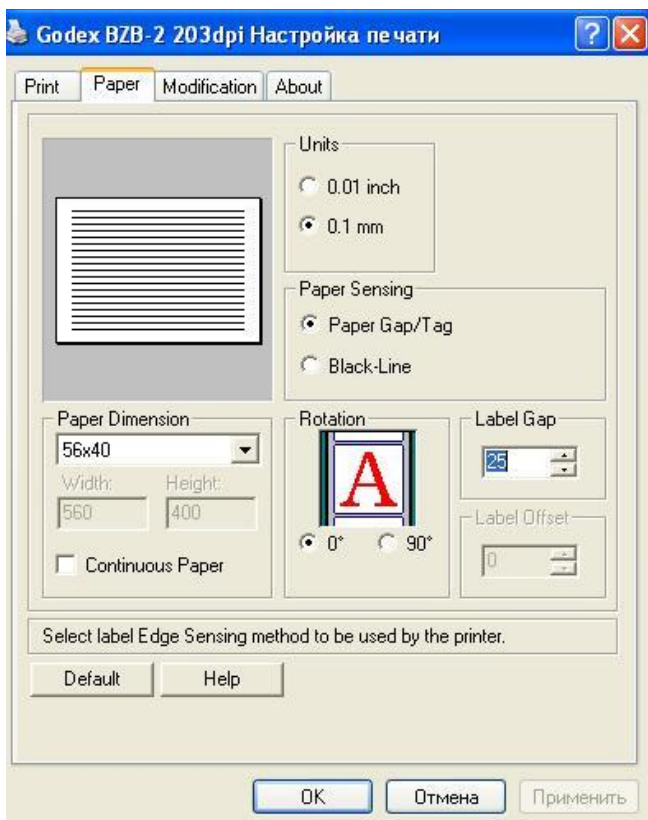 Godex BZB-2 203dpi Настройка печати
Print Paper Modification About
Units
0.01 inch
0.1 mm
Paper Sensing
Paper Gap/Tag
Black-Line
Paper Dimension
56x40
Width: Height:
560 400
Continuous Paper
Rotation
A
0° 90°
Label Gap
25
Label Offset
0
Select label Edge Sensing method to be used by the printer.
Default Help
OK Отмена Применить